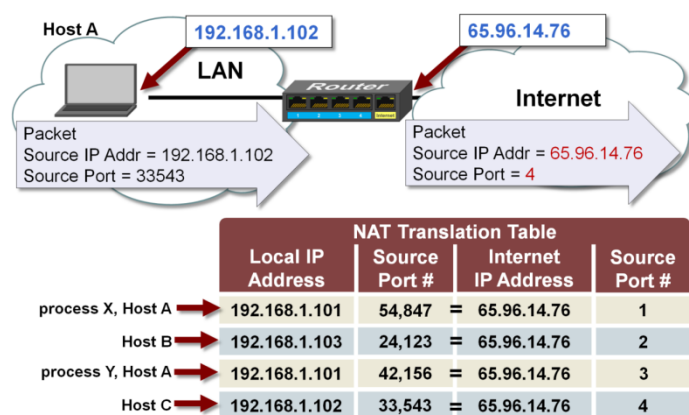 Host A
192.168.1.102
65.96.14.76
LAN
Router
Internet
1 2 3 4 Internet
Packet
Source IP Addr = 192.168.1.102
Source Port = 33543
Packet
Source IP Addr = 65.96.14.76
Source Port = 4
NAT Translation Table
Local IP Address Source Port # Internet IP Address Source Port #
process X, Host A 192.168.1.101 54,847 = 65.96.14.76 1
Host B 192.168.1.103 24,123 = 65.96.14.76 2
process Y, Host A 192.168.1.101 42,156 = 65.96.14.76 3
Host C 192.168.1.102 33,543 = 65.96.14.76 4